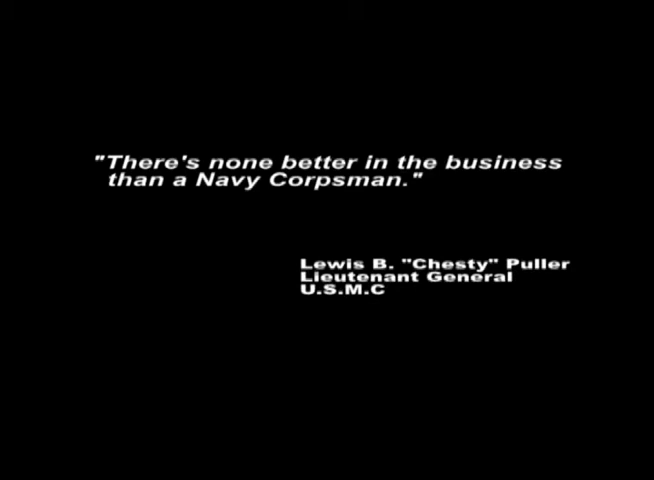 "There's none better in the business
than a Navy Corpsman."
Lewis B. "Chesty" Puller
Lieutenant General
U.S.M.C